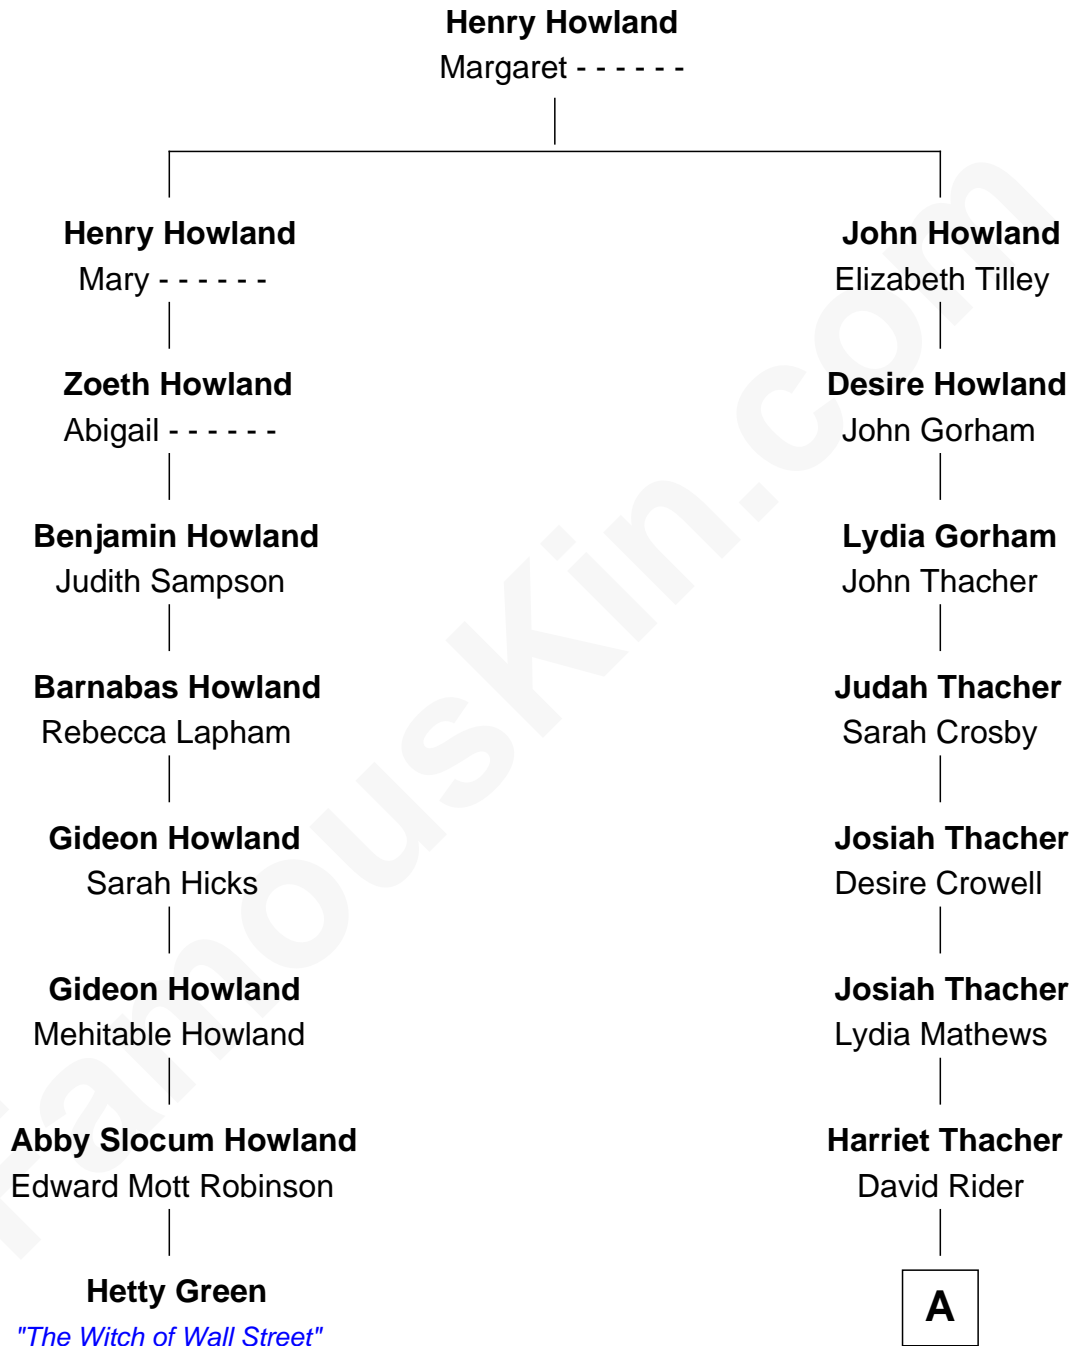 Henry Howland
Margaret - - - - - -
Henry Howland
Mary - - - - - -
Zoeth Howland
Abigail - - - - - -
Benjamin Howland
Judith Sampson
Barnabas Howland
Rebecca Lapham
Gideon Howland
Sarah Hicks
Gideon Howland
Mehitable Howland
Abby Slocum Howland
Edward Mott Robinson
Hetty Green
"The Witch of Wall Street"
John Howland
Elizabeth Tilley
Desire Howland
John Gorham
Lydia Gorham
John Thacher
Judah Thacher
Sarah Crosby
Josiah Thacher
Desire Crowell
Josiah Thacher
Lydia Mathews
Harriet Thacher
David Rider
A
FamousKin.com